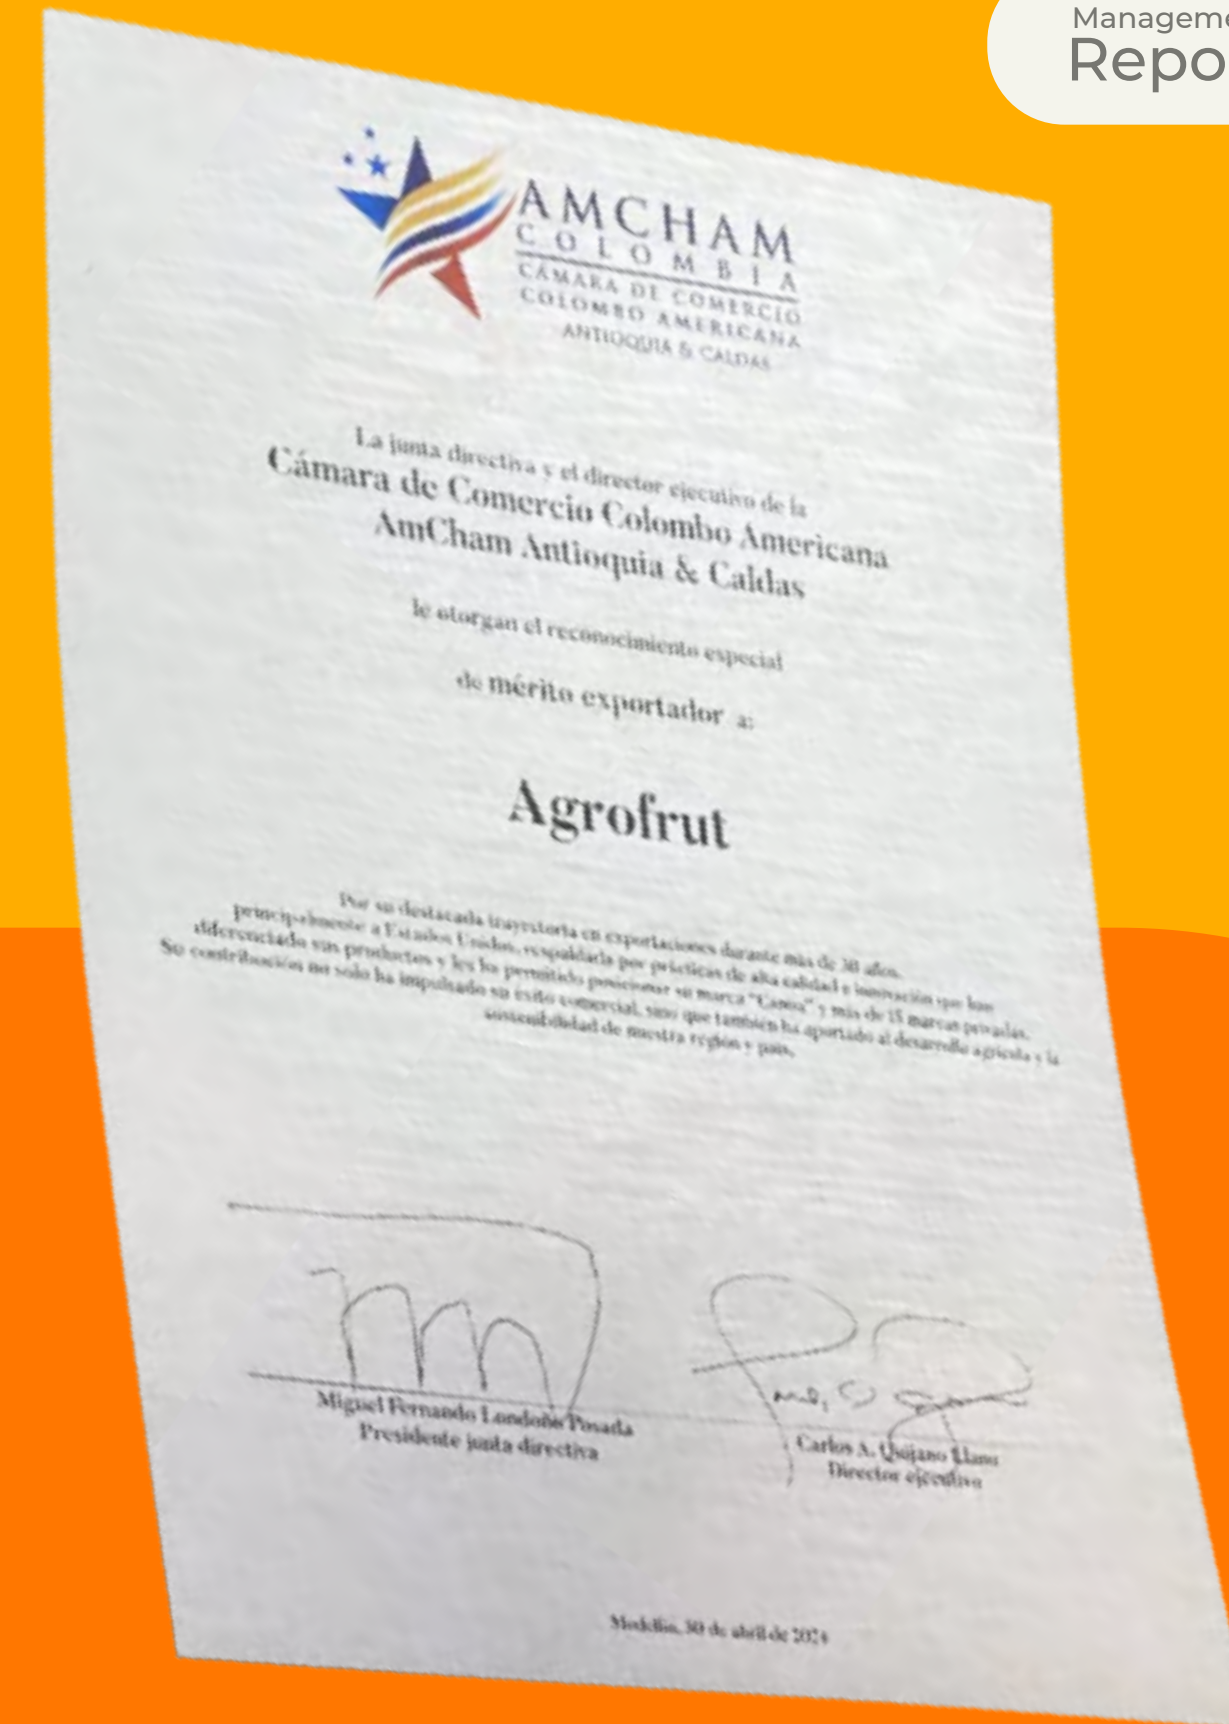 Manageme
Repo
AMCHAM
COLOMBIA
CÁMARA DE COMERCIO
COLOMBO AMERICANA
ANTIOQUIA & CALDAS
La junta directiva y el director ejecutivo de la
Cámara de Comercio Colombo Americana
AmCham Antioquia & Caldas
le otorgan el reconocimiento especial
de mérito exportador a:
Agrofrut
Por su destacada trayectoria en exportaciones durante más de 30 años,
principalmente a Estados Unidos, respaldada por prácticas de alta calidad e innovación que han
diferenciado sus productos y les ha permitido posicionar su marca "Canoa" y más de 15 marcas privadas.
Su contribución no solo ha impulsado su éxito comercial, sino que también ha aportado al desarrollo agrícola y la
sostenibilidad de nuestra región y país.
Miguel Fernando Londoño Posada
Presidente junta directiva
Carlos A. Quijano Llano
Director ejecutivo
Medellín, 30 de abril de 2024